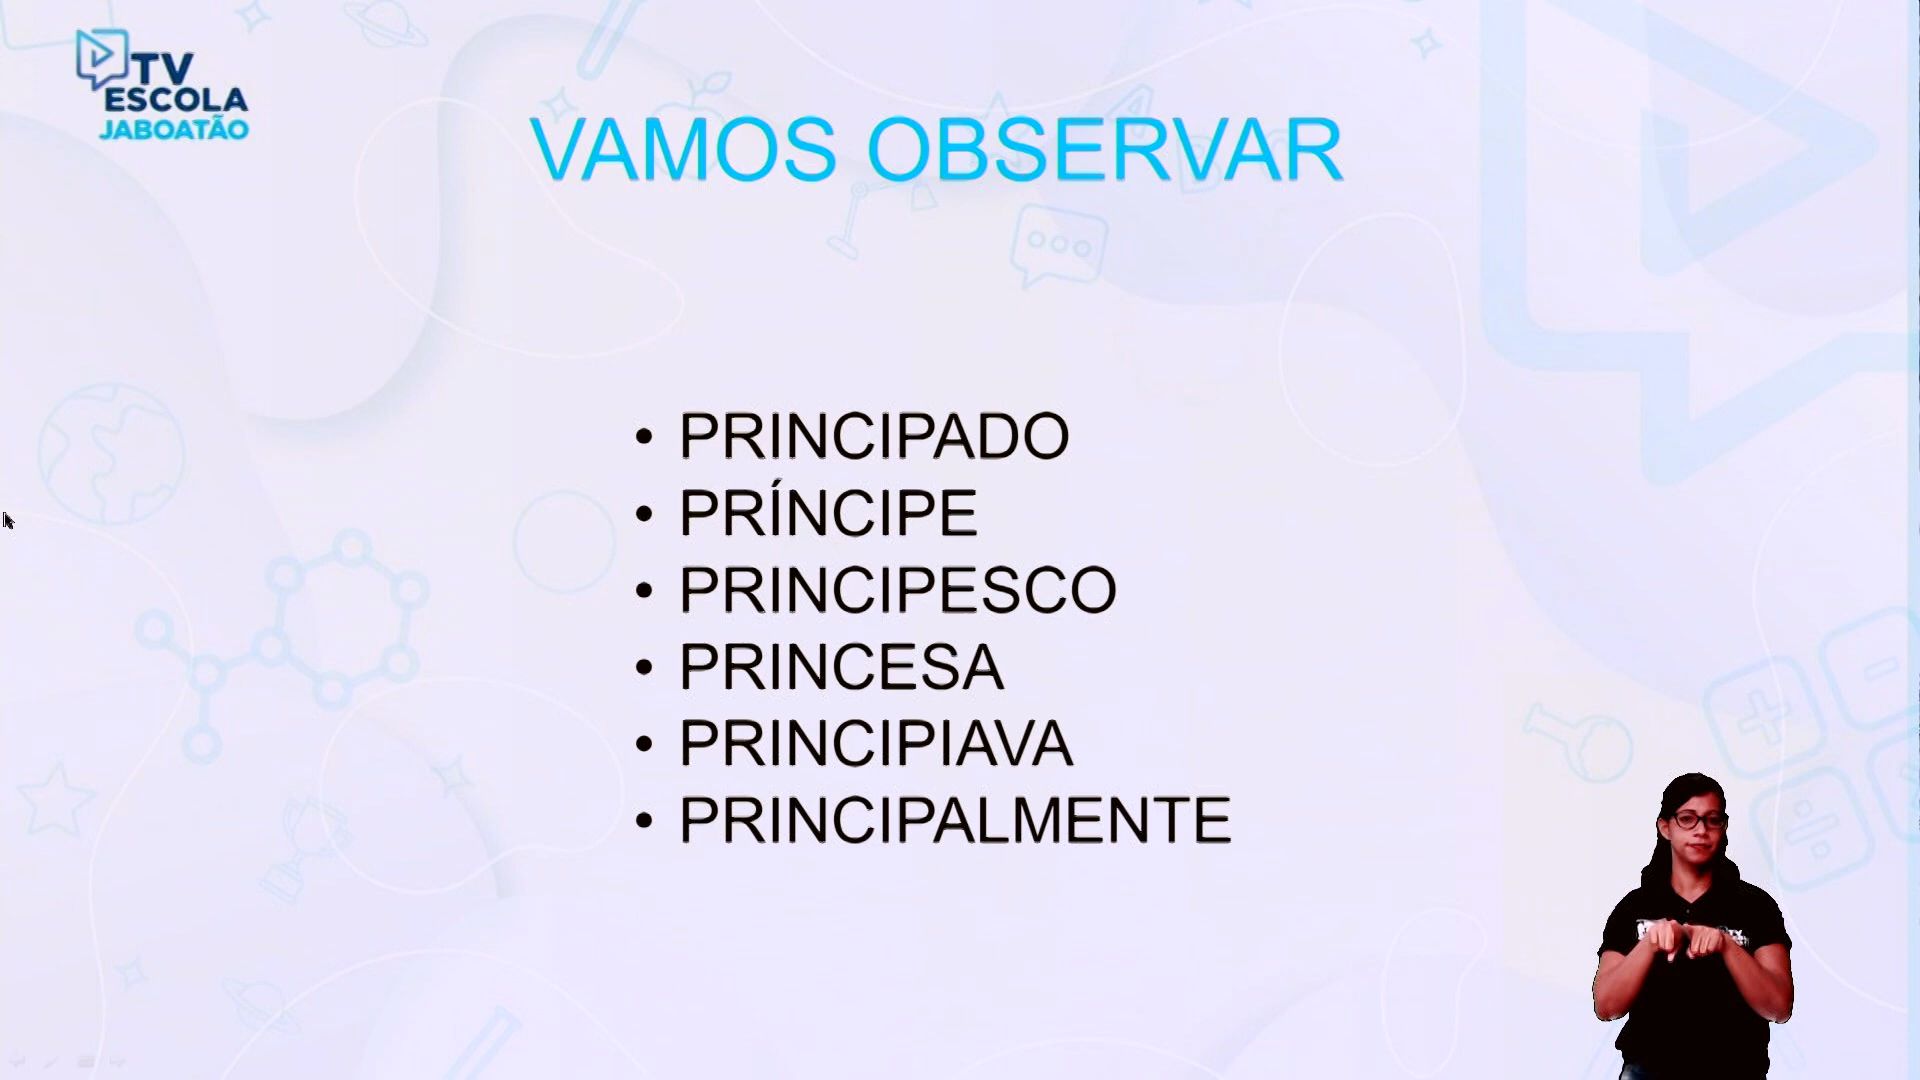 TV
ESCOLA
JABOATÃO
VAMOS OBSERVAR
• PRINCIPADO
• PRÍNCIPE
• PRINCIPESCO
• PRINCESA
• PRINCIPIAVA
• PRINCIPALMENTE